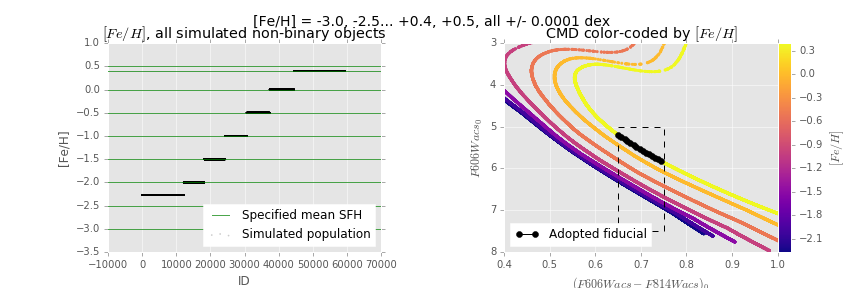 [Fe/H] = -3.0, -2.5... +0.4, +0.5, all +/- 0.0001 dex
[Fe/H], all simulated non-binary objects
CMD color-coded by [Fe/H]
1.0
0.5
0.0
−0.5
−1.0
−1.5
−2.0
−2.5
−3.0
−3.5
[Fe/H]
−10000 0 10000 20000 30000 40000 50000 60000 70000
ID
Specified mean SFH
Simulated population
3
4
5
6
7
8
F606Wacs0
0.4 0.5 0.6 0.7 0.8 0.9 1.0
(F606Wacs − F814Wacs)0
Adopted fiducial
0.3
0.0
−0.3
−0.6
−0.9
−1.2
−1.5
−1.8
−2.1
[Fe/H]